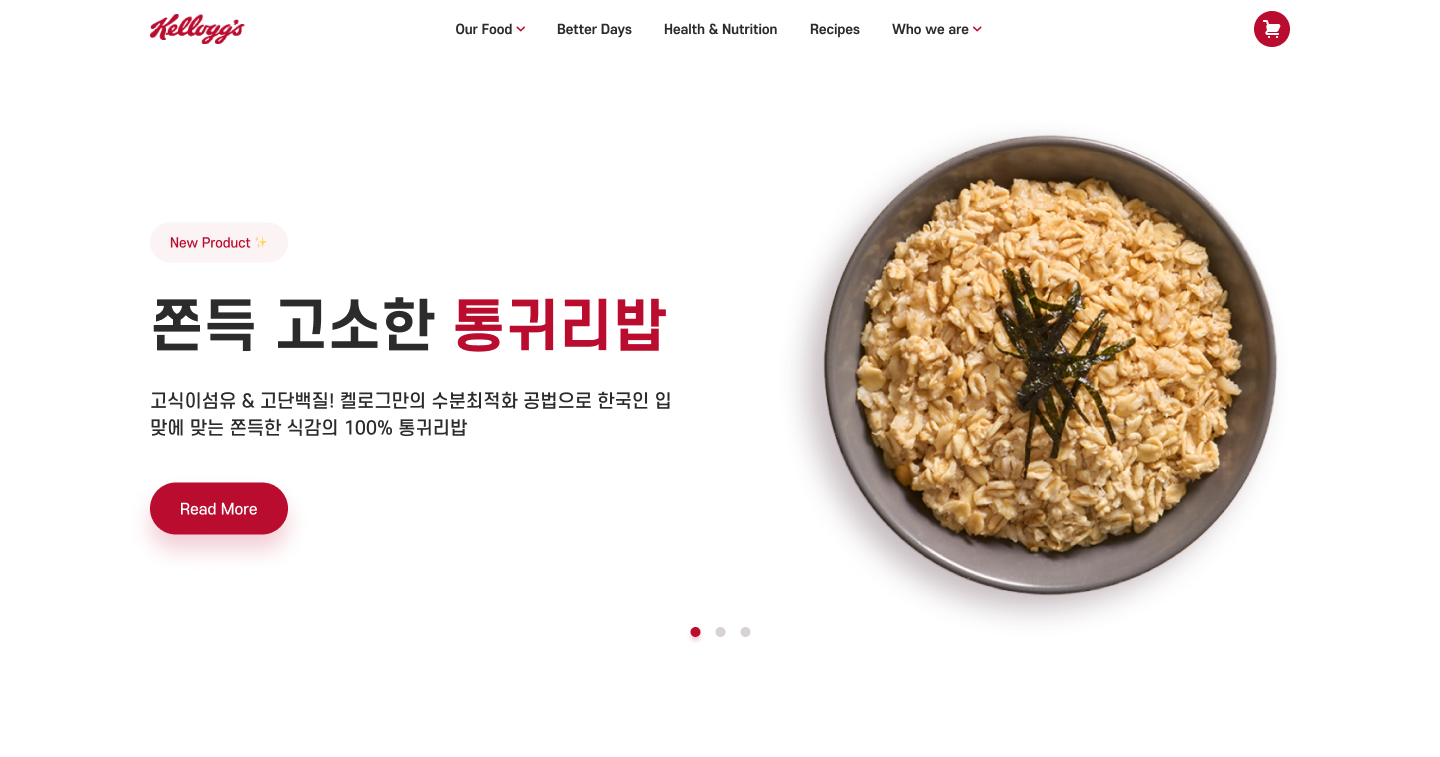 Kellogg's
Our Food
Better Days
Health & Nutrition
Recipes
Who we are
New Product ✨
쫀득 고소한 통귀리밥
고식이섬유 & 고단백질! 켈로그만의 수분최적화 공법으로 한국인 입
맞에 맞는 쫀득한 식감의 100% 통귀리밥
Read More